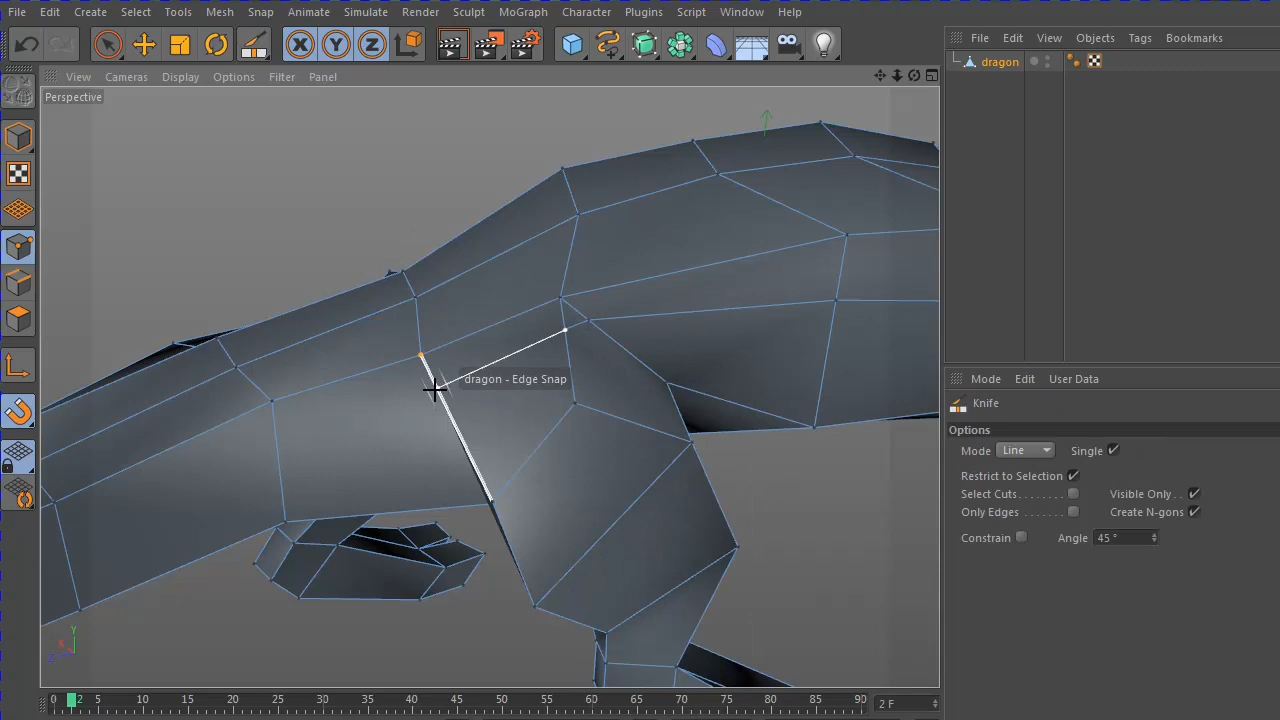 File Edit Create Select Tools Mesh Snap Animate Simulate Render Sculpt MoGraph Character Plugins Script Window Help
X Y Z
File Edit View Objects Tags Bookmarks
dragon
View Cameras Display Options Filter Panel
Perspective
dragon - Edge Snap
Mode Edit User Data
Knife
Options
Mode Line Single
Restrict to Selection
Select Cuts Visible Only
Only Edges Create N-gons
Constrain Angle 45 °
Y
X
Z
0 2 5 10 15 20 25 30 35 40 45 50 55 60 65 70 75 80 85 90 2 F